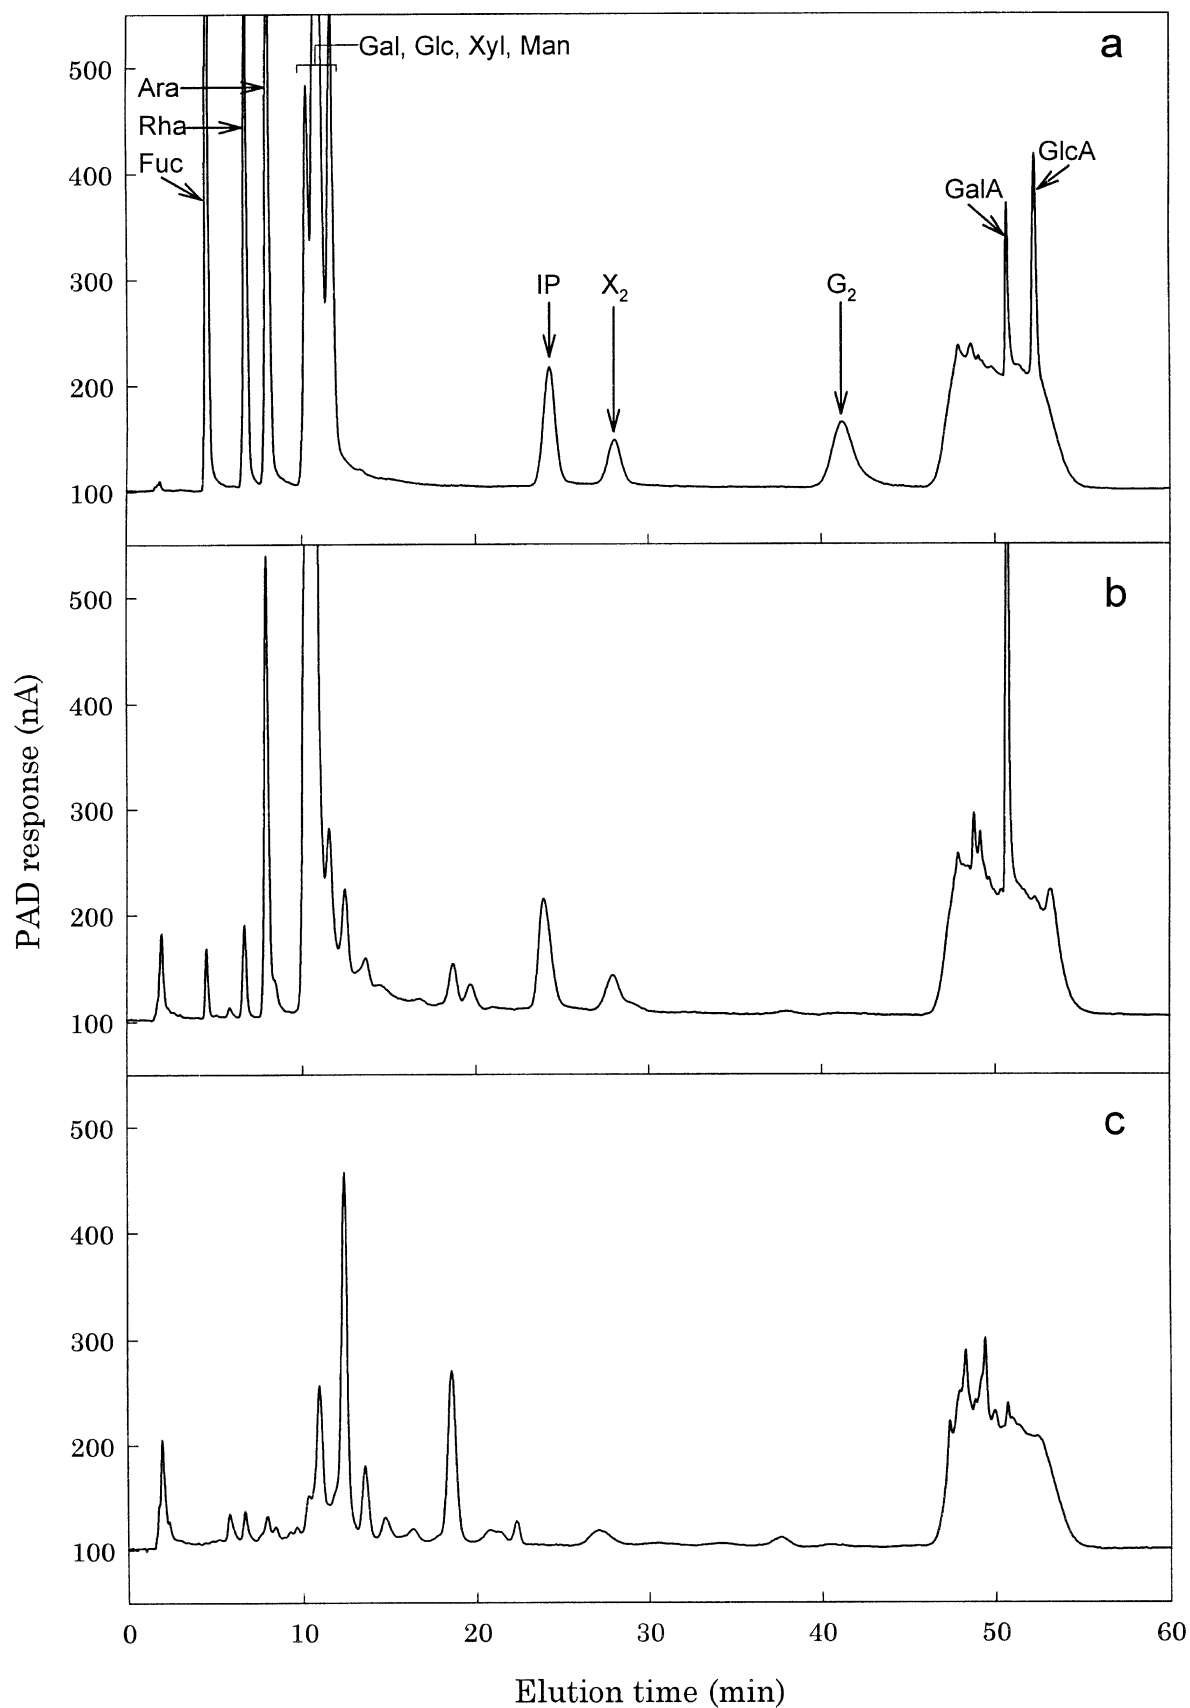 a
Gal, Glc, Xyl, Man
500
Ara
Rha
Fuc
400
GlcA
GalA
300
IP
X₂
G₂
200
100
b
500
400
300
200
100
PAD response (nA)
c
500
400
300
200
100
0 10 20 30 40 50 60
Elution time (min)